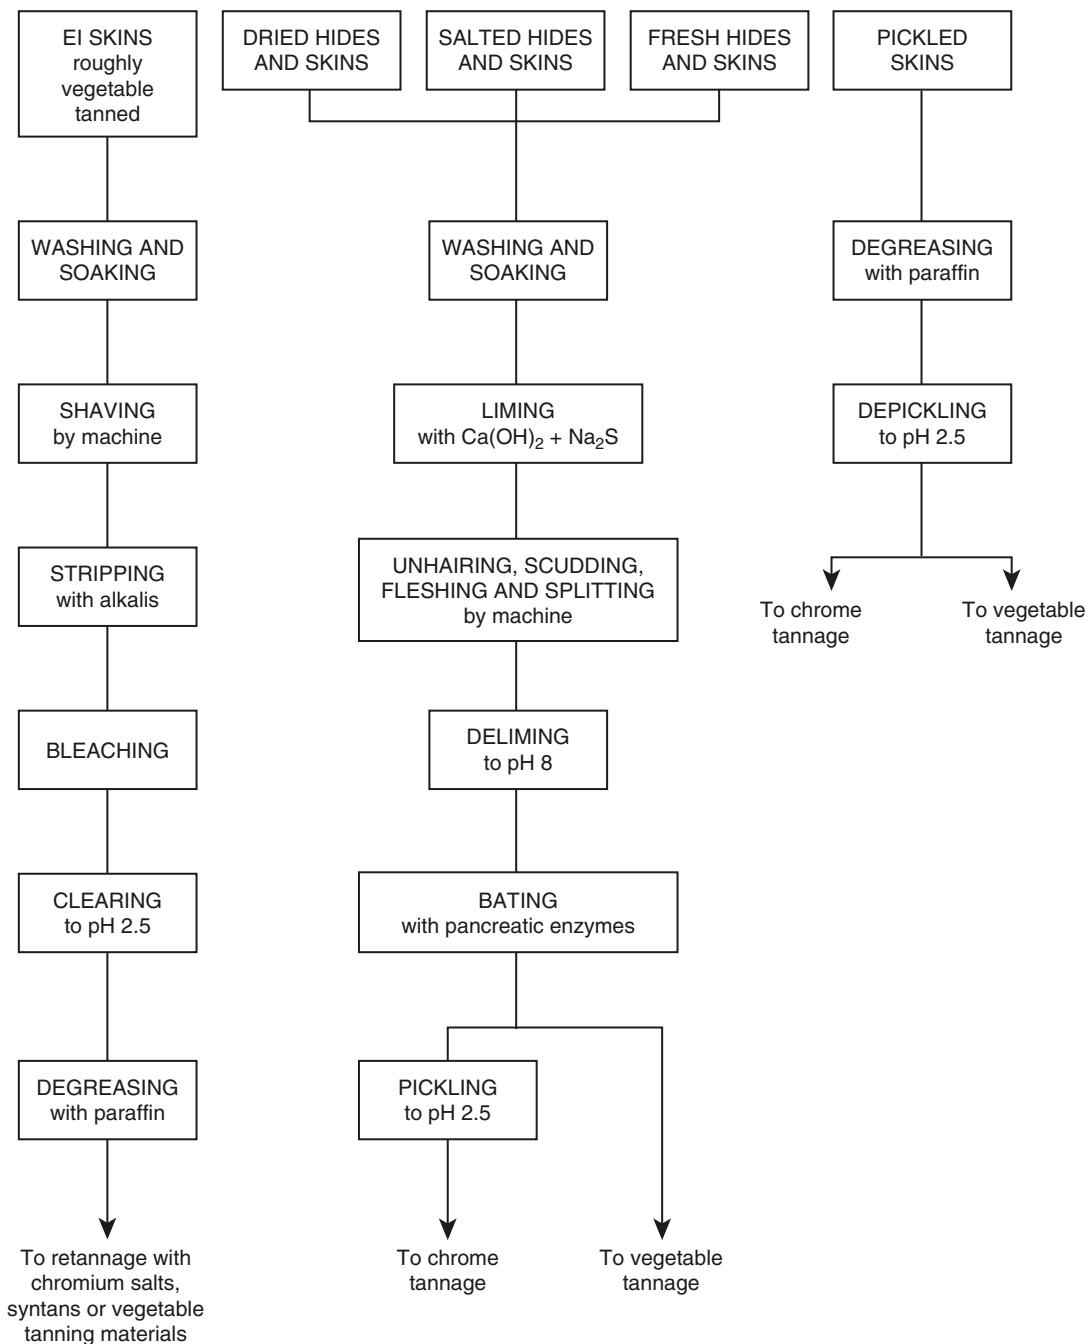 EI SKINS
roughly
vegetable
tanned
DRIED HIDES
AND SKINS
SALTED HIDES
AND SKINS
FRESH HIDES
AND SKINS
PICKLED
SKINS
WASHING AND
SOAKING
WASHING AND
SOAKING
DEGREASING
with paraffin
SHAVING
by machine
LIMING
with Ca(OH)₂ + Na₂S
DEPICKLING
to pH 2.5
STRIPPING
with alkalis
UNHAIRING, SCUDDING,
FLESHING AND SPLITTING
by machine
To chrome
tannage
To vegetable
tannage
BLEACHING
DELIMING
to pH 8
CLEARING
to pH 2.5
BATING
with pancreatic enzymes
DEGREASING
with paraffin
PICKLING
to pH 2.5
To retannage with
chromium salts,
syntans or vegetable
tanning materials
To chrome
tannage
To vegetable
tannage